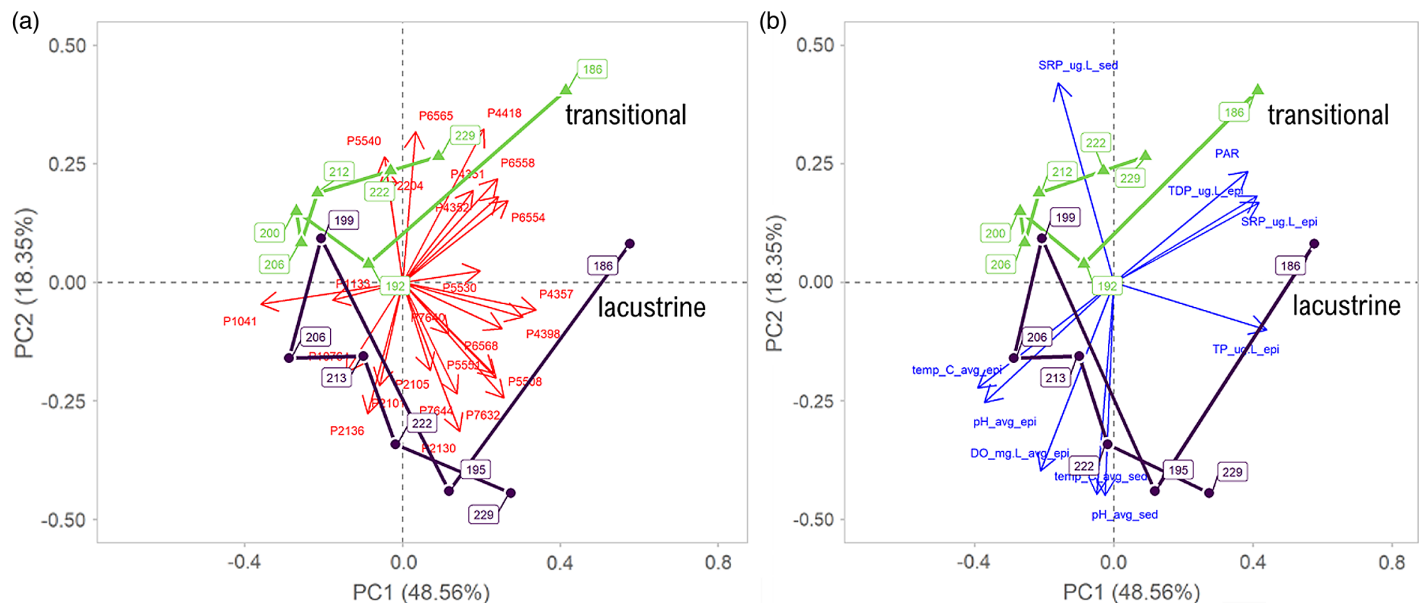 (a)
0.50
0.25
0.00
-0.25
-0.50
PC2 (18.35%)
-0.4
0.0
0.4
0.8
PC1 (48.56%)
186
transitional
P6565
P4418
P5540
229
P6558
212
222
P2204
P4351
P4352
P6554
199
200
206
186
P1133
192
P5530
P4357
lacustrine
P1041
P7640
P4398
206
P6568
213
P2105
P5551
P5508
P2101
P7644
P7632
P2136
222
P2130
195
229
(b)
0.50
0.25
0.00
-0.25
-0.50
PC2 (18.35%)
-0.4
0.0
0.4
0.8
PC1 (48.56%)
SRP_ug.L_sed
186
transitional
222
PAR
212
229
TDP_ug.L_epi
199
SRP_ug.L_epi
200
206
186
192
lacustrine
206
TP_ug.L_epi
temp_C_avg_epi
213
pH_avg_epi
DO_mg.L_avg_epi
222
195
229
temp_C_avg_sed
pH_avg_sed